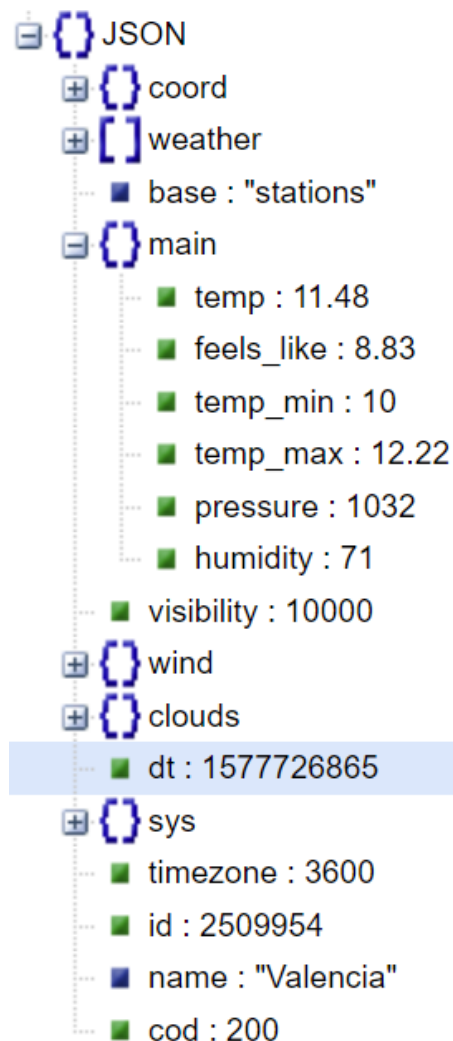 JSON
coord
weather
base : "stations"
main
temp : 11.48
feels_like : 8.83
temp_min : 10
temp_max : 12.22
pressure : 1032
humidity : 71
visibility : 10000
wind
clouds
dt : 1577726865
sys
timezone : 3600
id : 2509954
name : "Valencia"
cod : 200